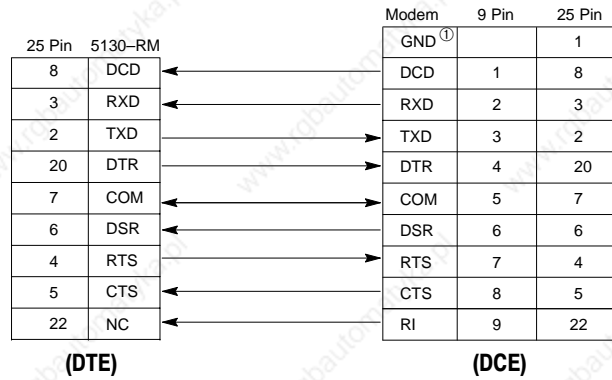 Modem 9 Pin 25 Pin
GND ① 1
25 Pin 5130–RM
8 DCD DCD 1 8
3 RXD RXD 2 3
2 TXD TXD 3 2
20 DTR DTR 4 20
7 COM COM 5 7
6 DSR DSR 6 6
4 RTS RTS 7 4
5 CTS CTS 8 5
22 NC RI 9 22
(DTE) (DCE)
www.rgbautomatyka.pl